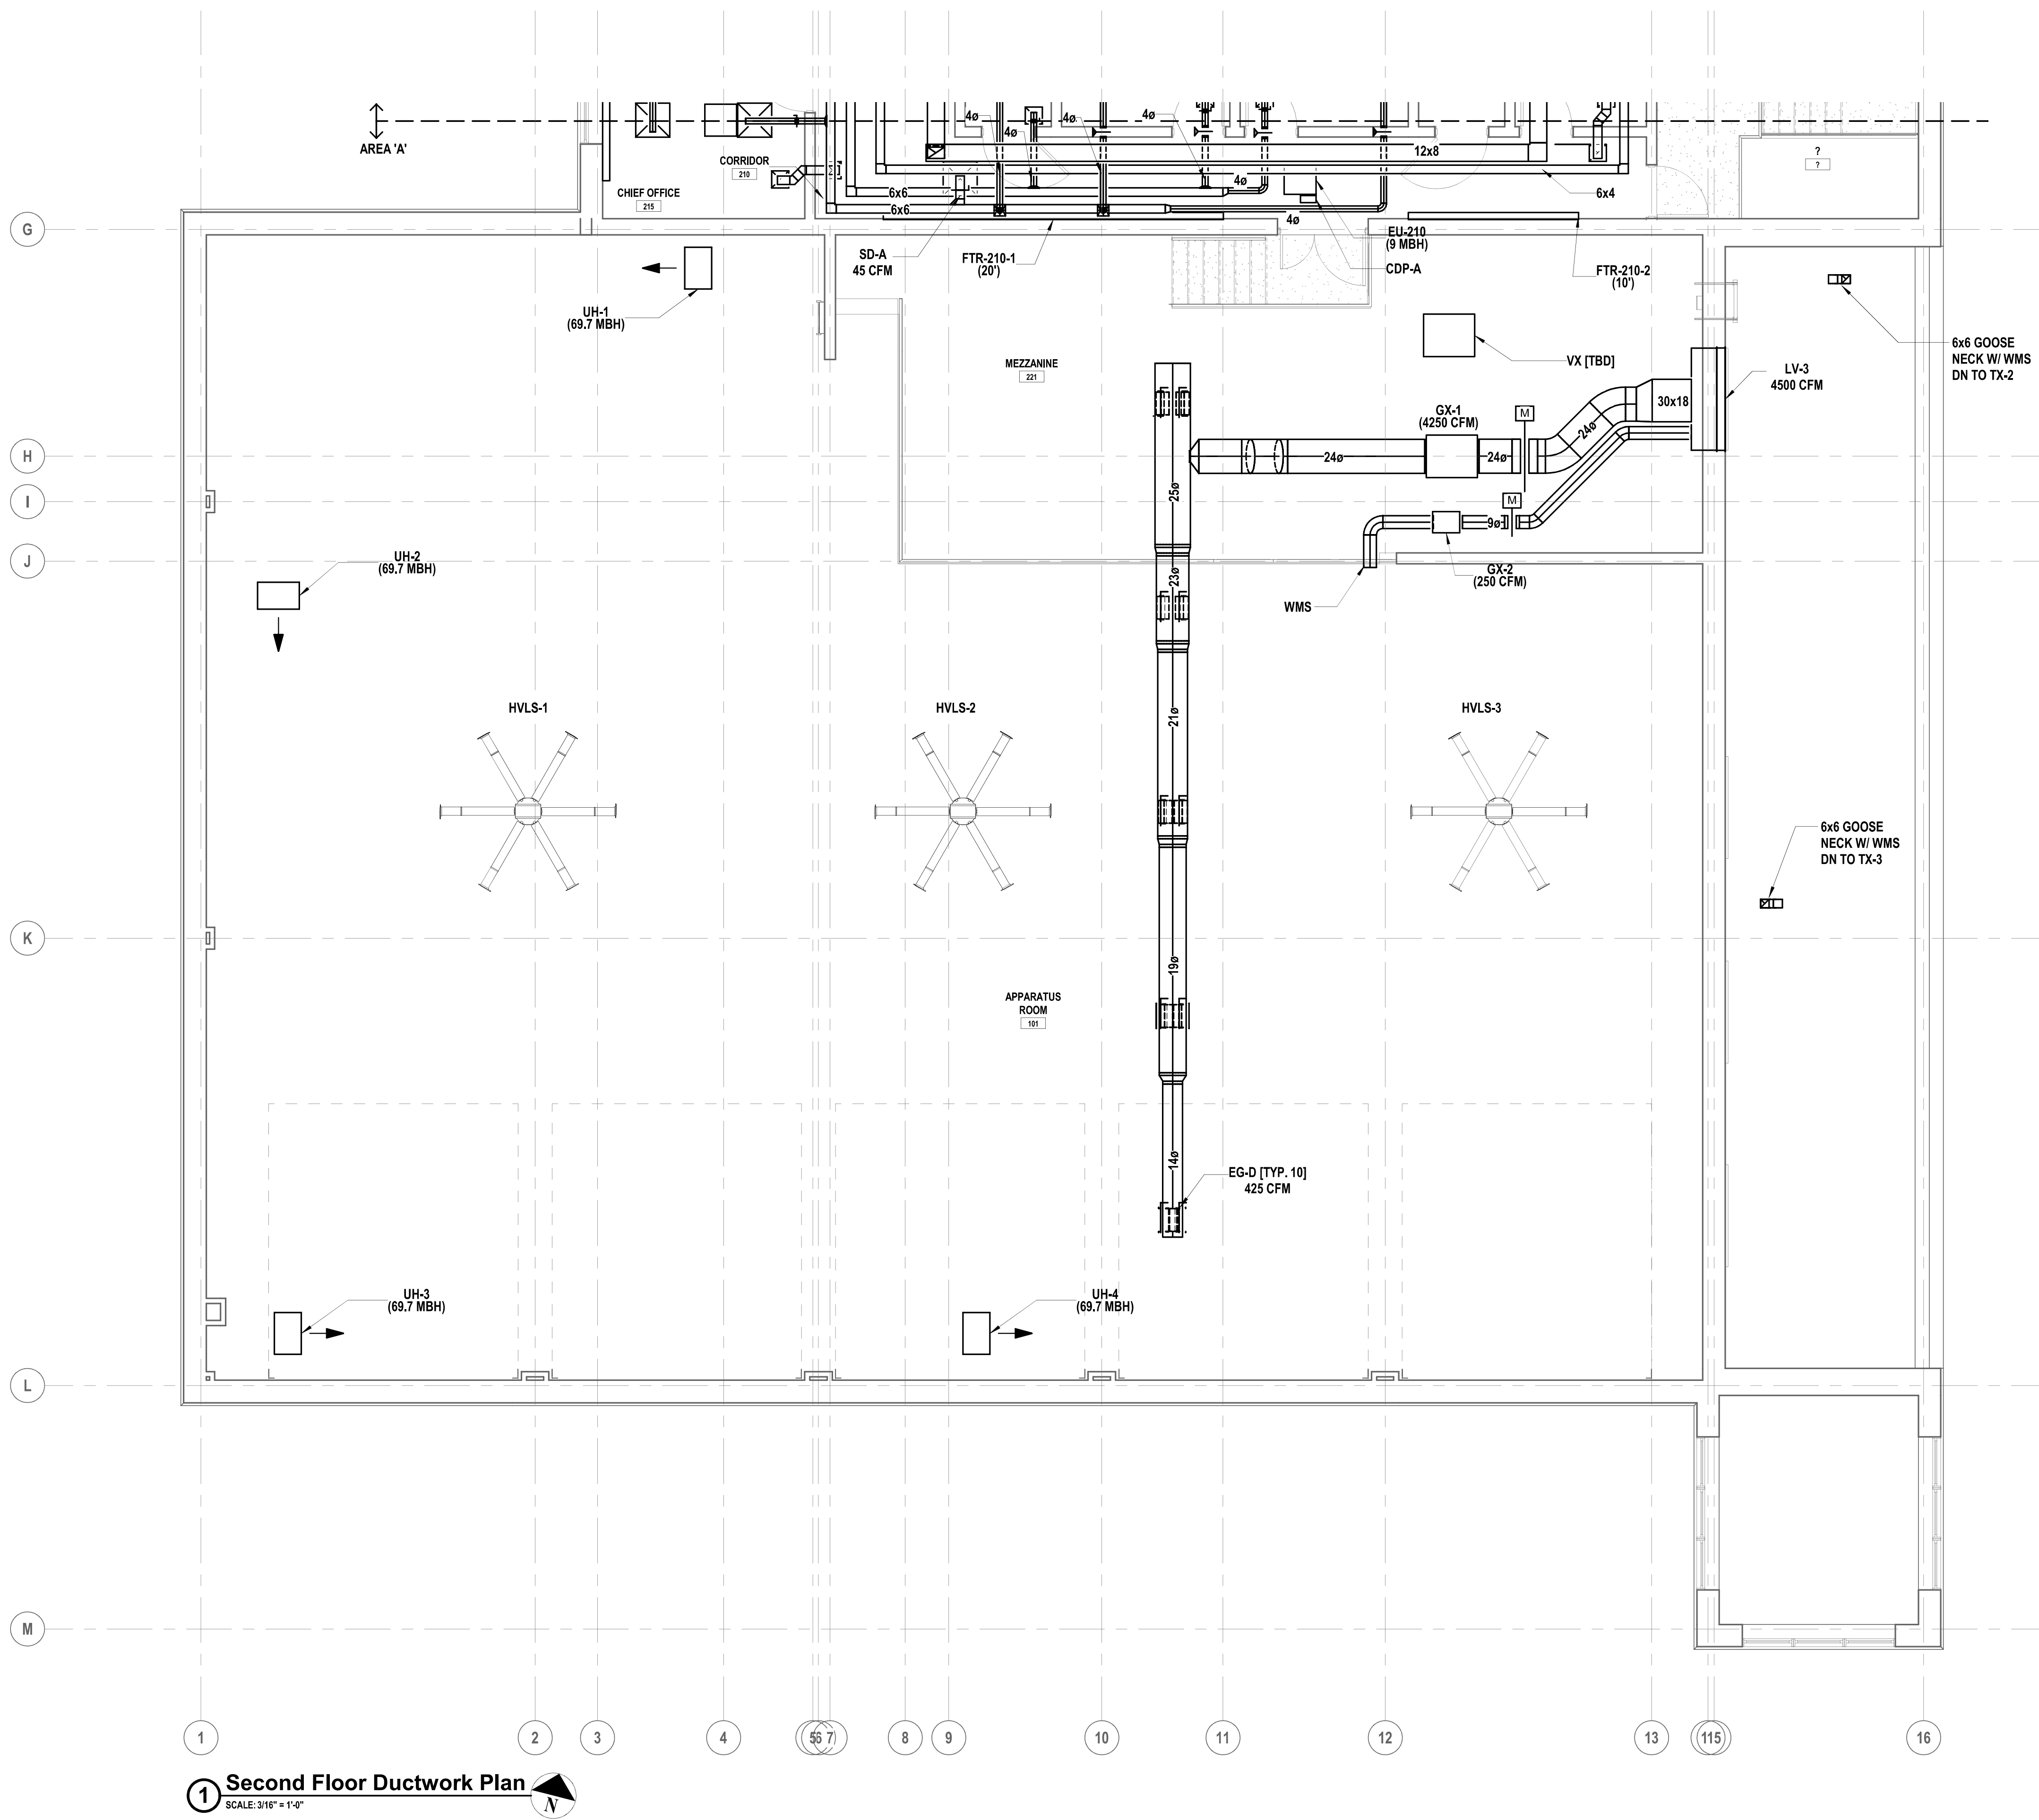 AREA 'A'
CORRIDOR
210
CHIEF OFFICE
215
4ø
4ø
4ø
4ø
12x8
?
?
4ø
6x6
6x6
6x4
4ø
G
SD-A
45 CFM
FTR-210-1
(20')
EU-210
(9 MBH)
CDP-A
FTR-210-2
(10')
UH-1
(69.7 MBH)
MEZZANINE
221
VX [TBD]
6x6 GOOSE
NECK W/ WMS
DN TO TX-2
LV-3
4500 CFM
30x18
GX-1
(4250 CFM)
M
24ø
H
24ø
24ø
25ø
I
M
9ø
J
UH-2
(69.7 MBH)
23ø
GX-2
(250 CFM)
WMS
HVLS-1
HVLS-2
21ø
HVLS-3
6x6 GOOSE
NECK W/ WMS
DN TO TX-3
K
19ø
APPARATUS
ROOM
101
14ø
EG-D [TYP. 10]
425 CFM
UH-3
(69.7 MBH)
UH-4
(69.7 MBH)
L
M
1
2
3
4
5
6
7
8
9
10
11
12
13
15
16
1
Second Floor Ductwork Plan
SCALE: 3/16" = 1'-0"
N